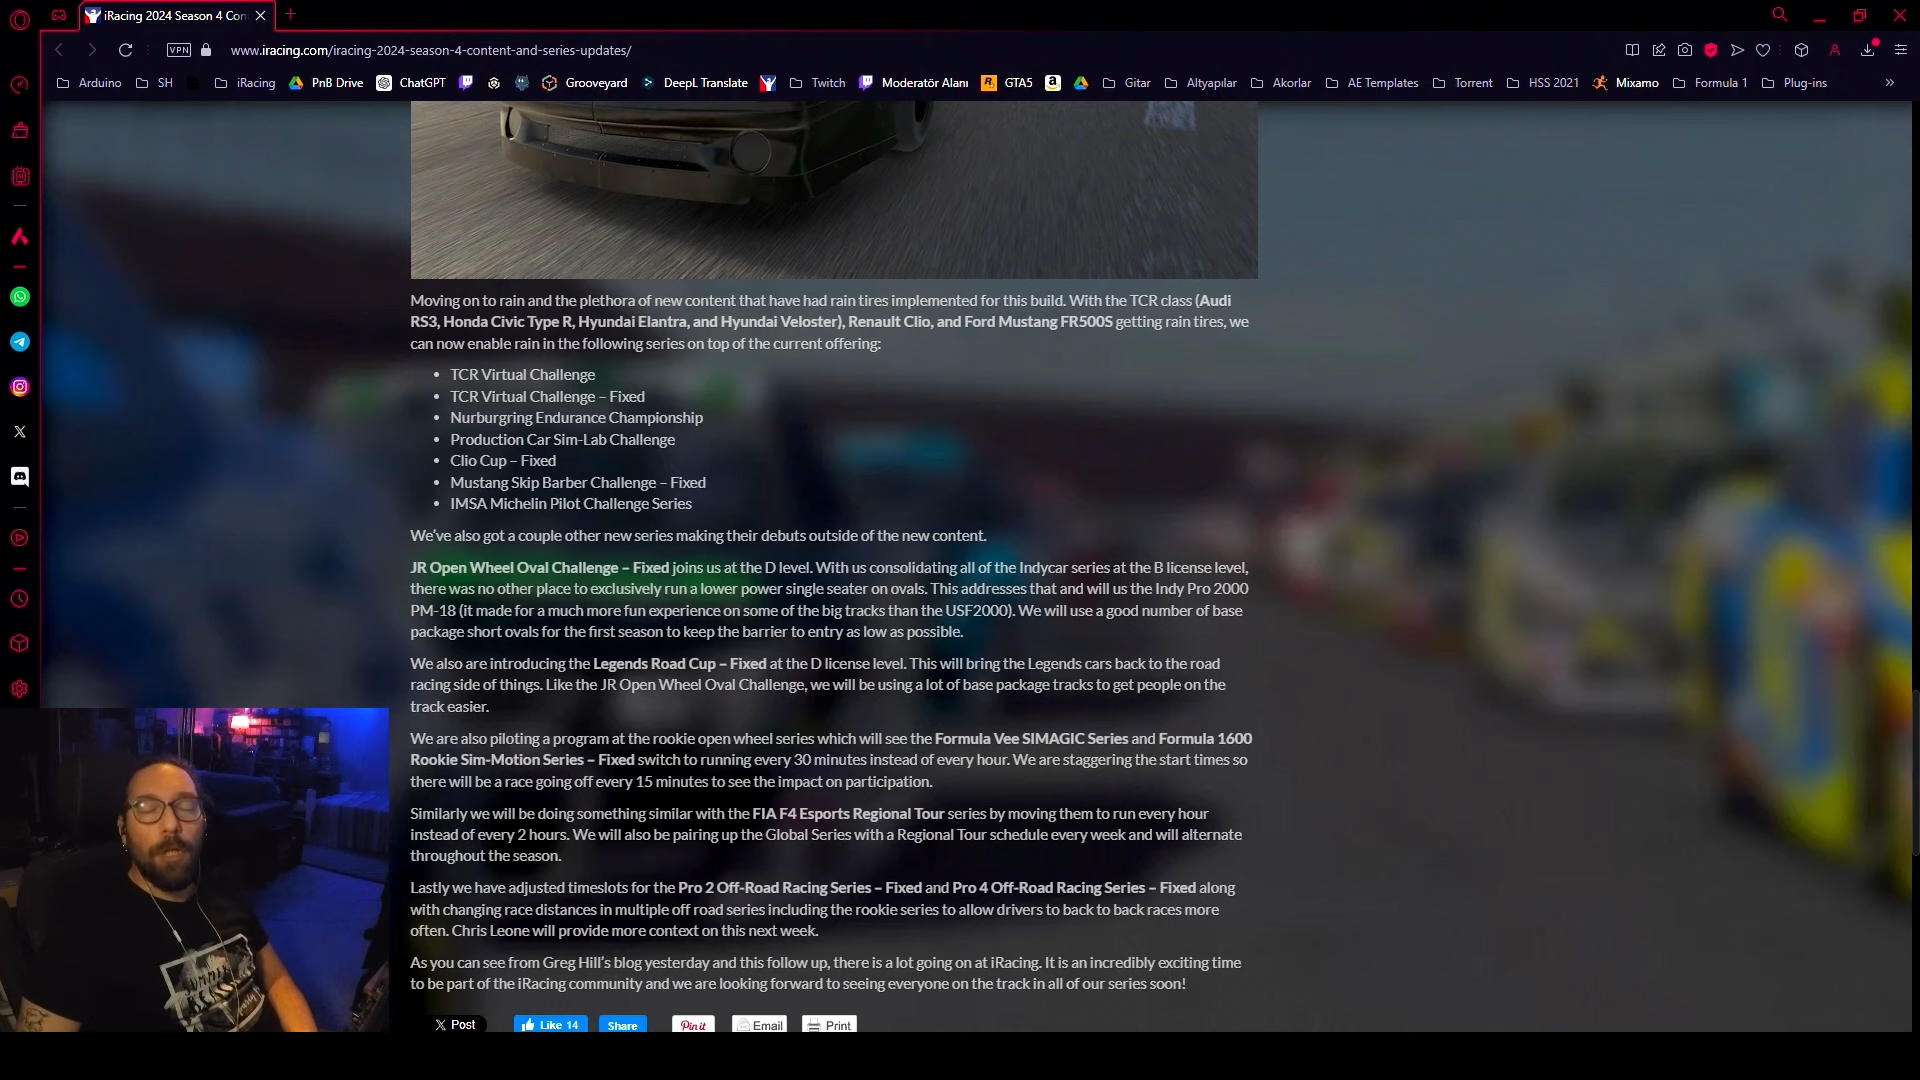 iRacing 2024 Season 4 Con
VPN
www.iracing.com/iracing-2024-season-4-content-and-series-updates/
Arduino
SH
iRacing
PnB Drive
ChatGPT
Grooveyard
DeepL Translate
Twitch
Moderatör Alanı
GTA5
Gitar
Altyapılar
Akorlar
AE Templates
Torrent
HSS 2021
Mixamo
Formula 1
Plug-ins
Moving on to rain and the plethora of new content that have had rain tires implemented for this build. With the TCR class (Audi
RS3, Honda Civic Type R, Hyundai Elantra, and Hyundai Veloster), Renault Clio, and Ford Mustang FR500S getting rain tires, we
can now enable rain in the following series on top of the current offering:
• TCR Virtual Challenge
• TCR Virtual Challenge – Fixed
• Nurburgring Endurance Championship
• Production Car Sim-Lab Challenge
• Clio Cup – Fixed
• Mustang Skip Barber Challenge – Fixed
• IMSA Michelin Pilot Challenge Series
We’ve also got a couple other new series making their debuts outside of the new content.
JR Open Wheel Oval Challenge – Fixed joins us at the D level. With us consolidating all of the Indycar series at the B license level,
there was no other place to exclusively run a lower power single seater on ovals. This addresses that and will us the Indy Pro 2000
PM-18 (it made for a much more fun experience on some of the big tracks than the USF2000). We will use a good number of base
package short ovals for the first season to keep the barrier to entry as low as possible.
We also are introducing the Legends Road Cup – Fixed at the D license level. This will bring the Legends cars back to the road
racing side of things. Like the JR Open Wheel Oval Challenge, we will be using a lot of base package tracks to get people on the
track easier.
We are also piloting a program at the rookie open wheel series which will see the Formula Vee SIMAGIC Series and Formula 1600
Rookie Sim-Motion Series – Fixed switch to running every 30 minutes instead of every hour. We are staggering the start times so
there will be a race going off every 15 minutes to see the impact on participation.
Similarly we will be doing something similar with the FIA F4 Esports Regional Tour series by moving them to run every hour
instead of every 2 hours. We will also be pairing up the Global Series with a Regional Tour schedule every week and will alternate
throughout the season.
Lastly we have adjusted timeslots for the Pro 2 Off-Road Racing Series – Fixed and Pro 4 Off-Road Racing Series – Fixed along
with changing race distances in multiple off road series including the rookie series to allow drivers to back to back races more
often. Chris Leone will provide more context on this next week.
As you can see from Greg Hill’s blog yesterday and this follow up, there is a lot going on at iRacing. It is an incredibly exciting time
to be part of the iRacing community and we are looking forward to seeing everyone on the track in all of our series soon!
X Post
Like 14
Share
Pin it
Email
Print